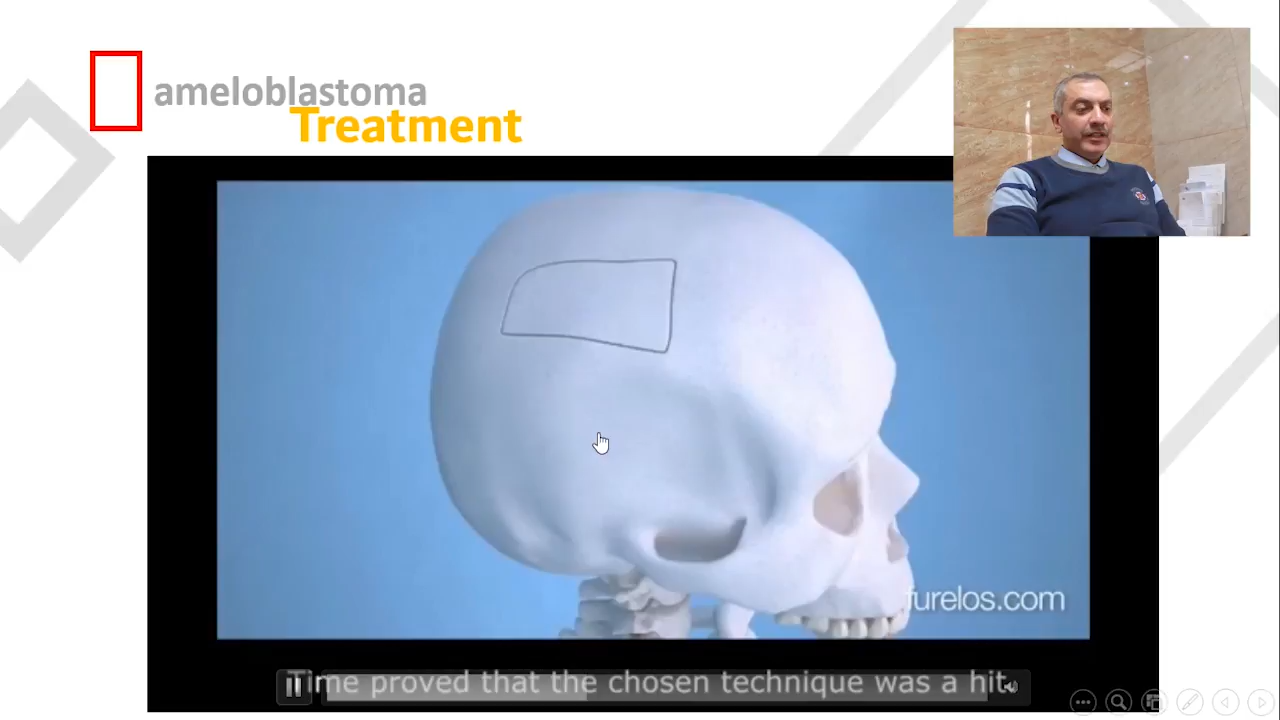 ameloblastoma
Treatment
furelos.com
Time proved that the chosen technique was a hit.